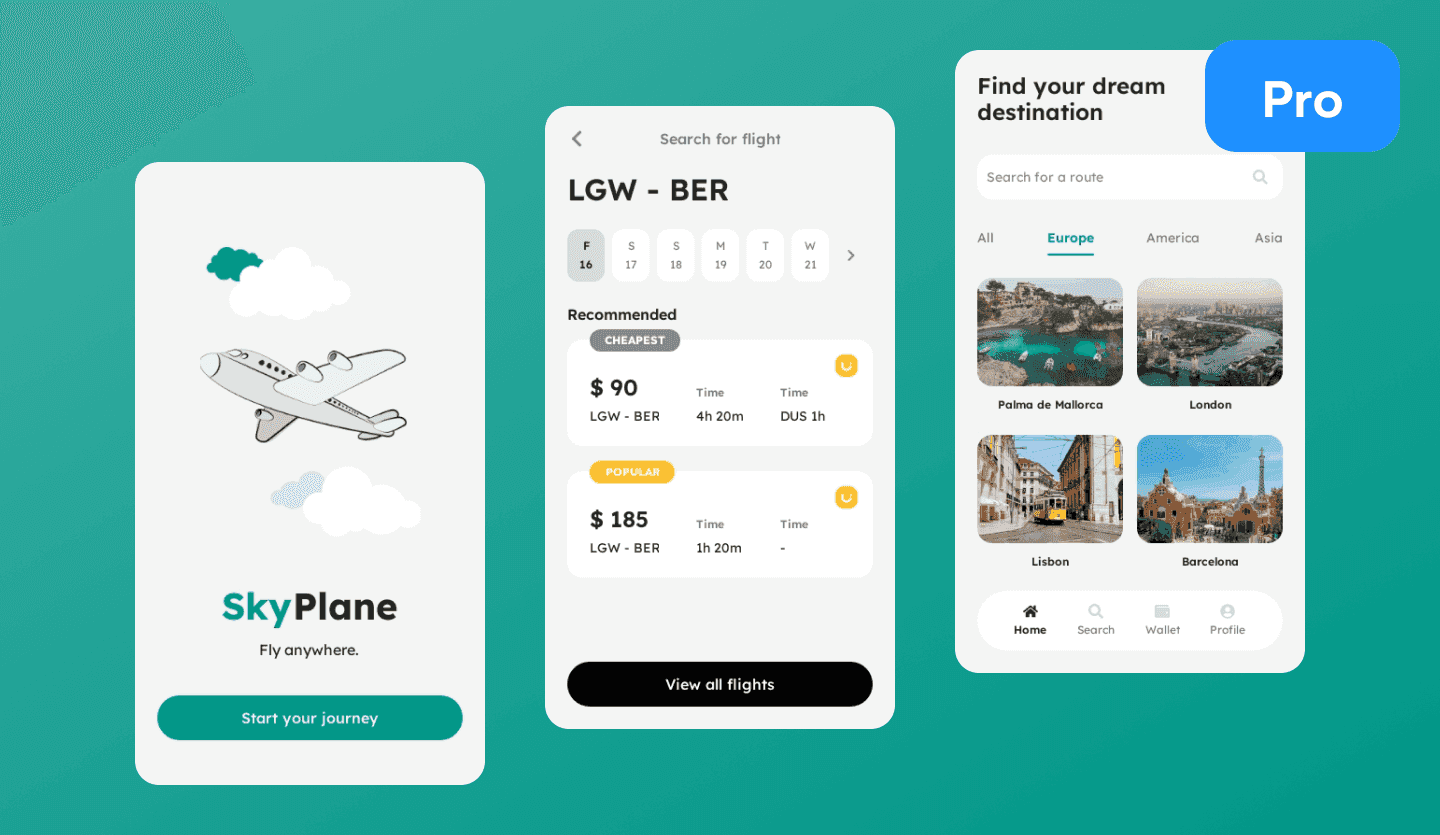 SkyPlane
Fly anywhere.
Start your journey
Search for flight
LGW - BER
F S S M T W
16 17 18 19 20 21
Recommended
CHEAPEST
$ 90 Time Time
LGW - BER 4h 20m DUS 1h
POPULAR
$ 185 Time Time
LGW - BER 1h 20m -
View all flights
Pro
Find your dream
destination
Search for a route
All Europe America Asia
Palma de Mallorca London
Lisbon Barcelona
Home Search Wallet Profile